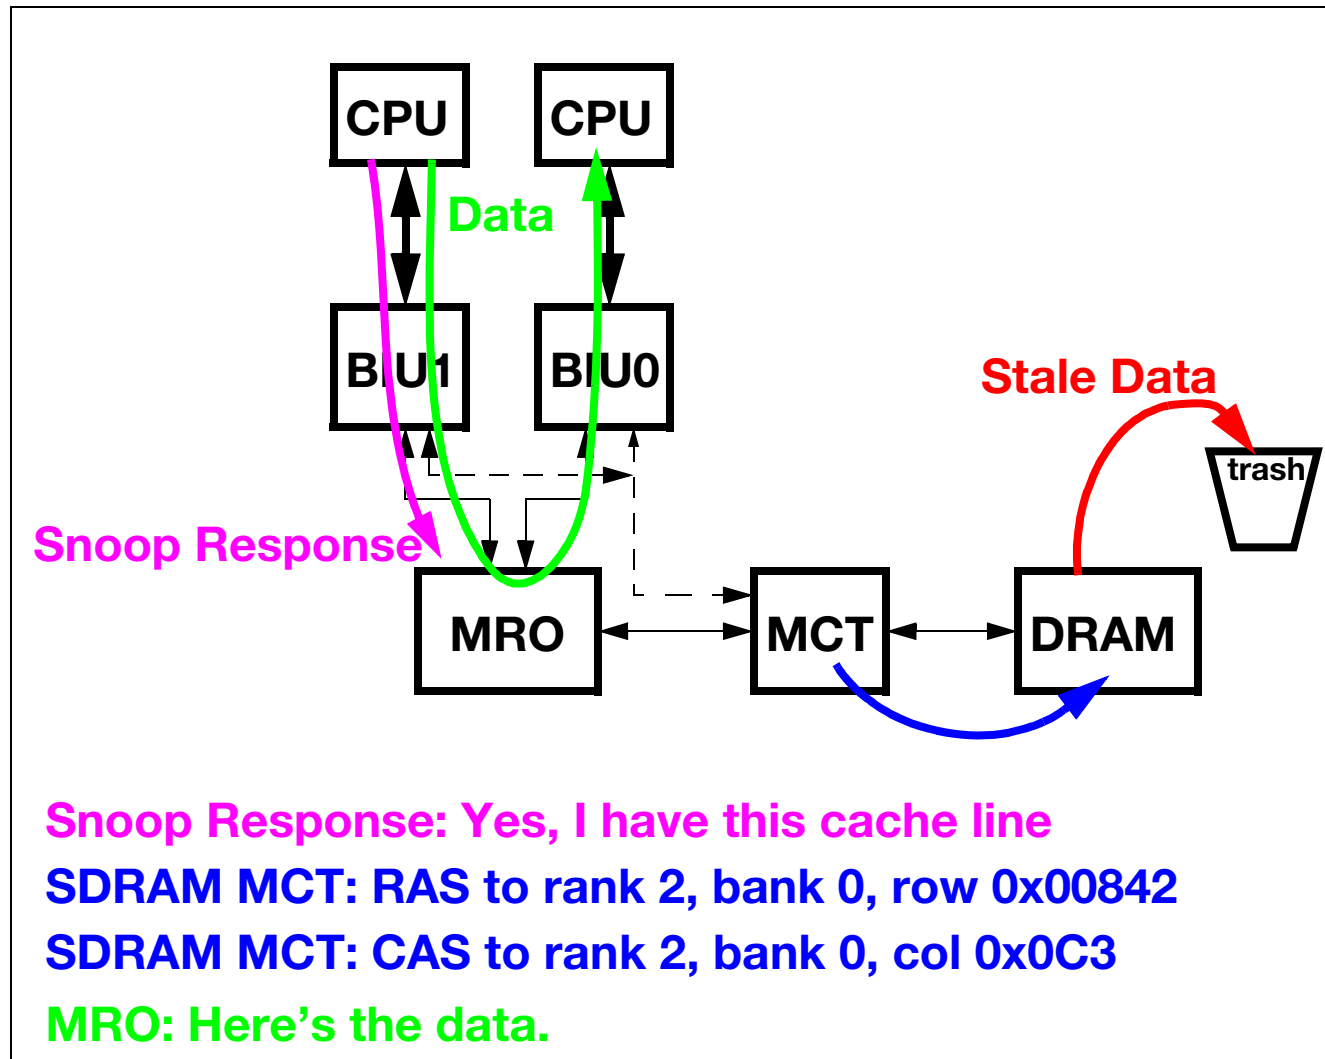 CPU CPU
Data
BIU1 BIU0
Stale Data
trash
Snoop Response
MRO MCT DRAM
Snoop Response: Yes, I have this cache line
SDRAM MCT: RAS to rank 2, bank 0, row 0x00842
SDRAM MCT: CAS to rank 2, bank 0, col 0x0C3
MRO: Here’s the data.